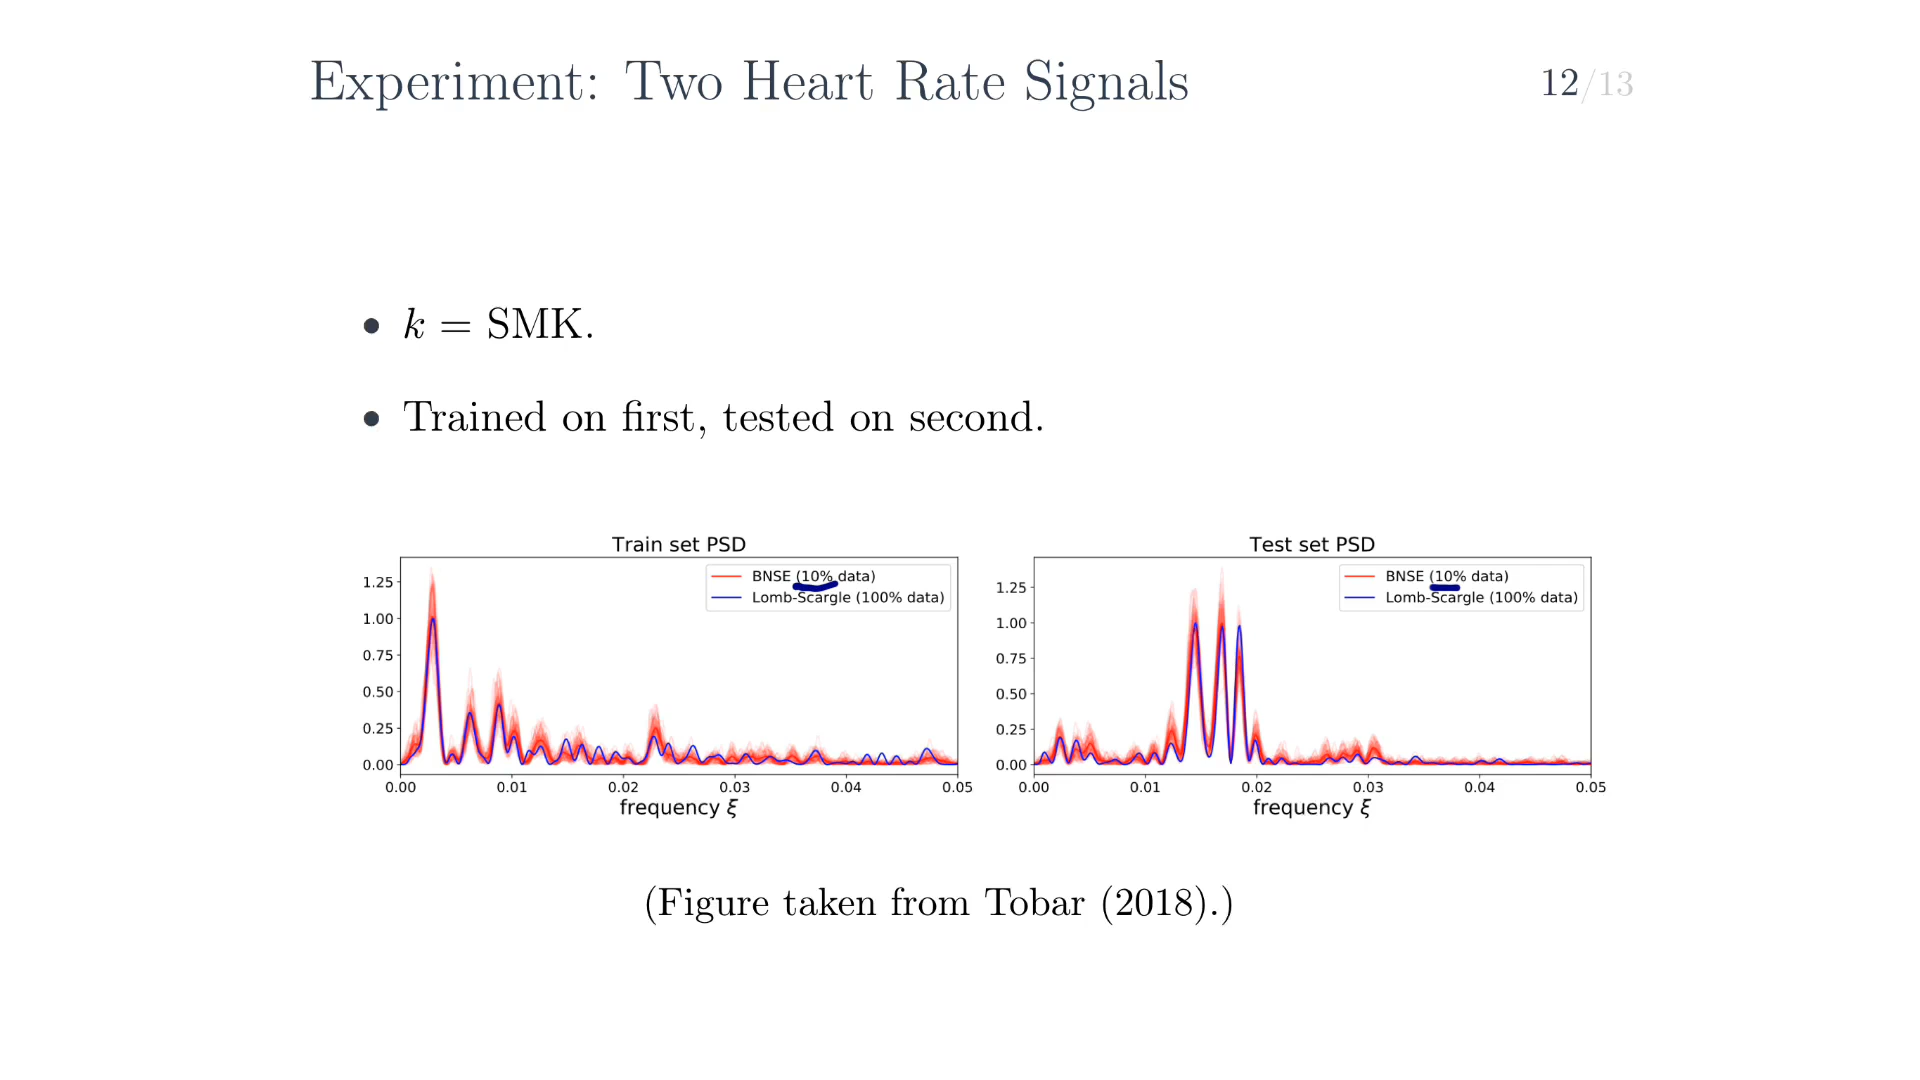 Experiment: Two Heart Rate Signals
12/13
• k = SMK.
• Trained on first, tested on second.
Train set PSD
BNSE (10% data)
Lomb-Scargle (100% data)
1.25
1.00
0.75
0.50
0.25
0.00
0.00 0.01 0.02 0.03 0.04 0.05
frequency ξ
Test set PSD
BNSE (10% data)
Lomb-Scargle (100% data)
1.25
1.00
0.75
0.50
0.25
0.00
0.00 0.01 0.02 0.03 0.04 0.05
frequency ξ
(Figure taken from Tobar (2018).)